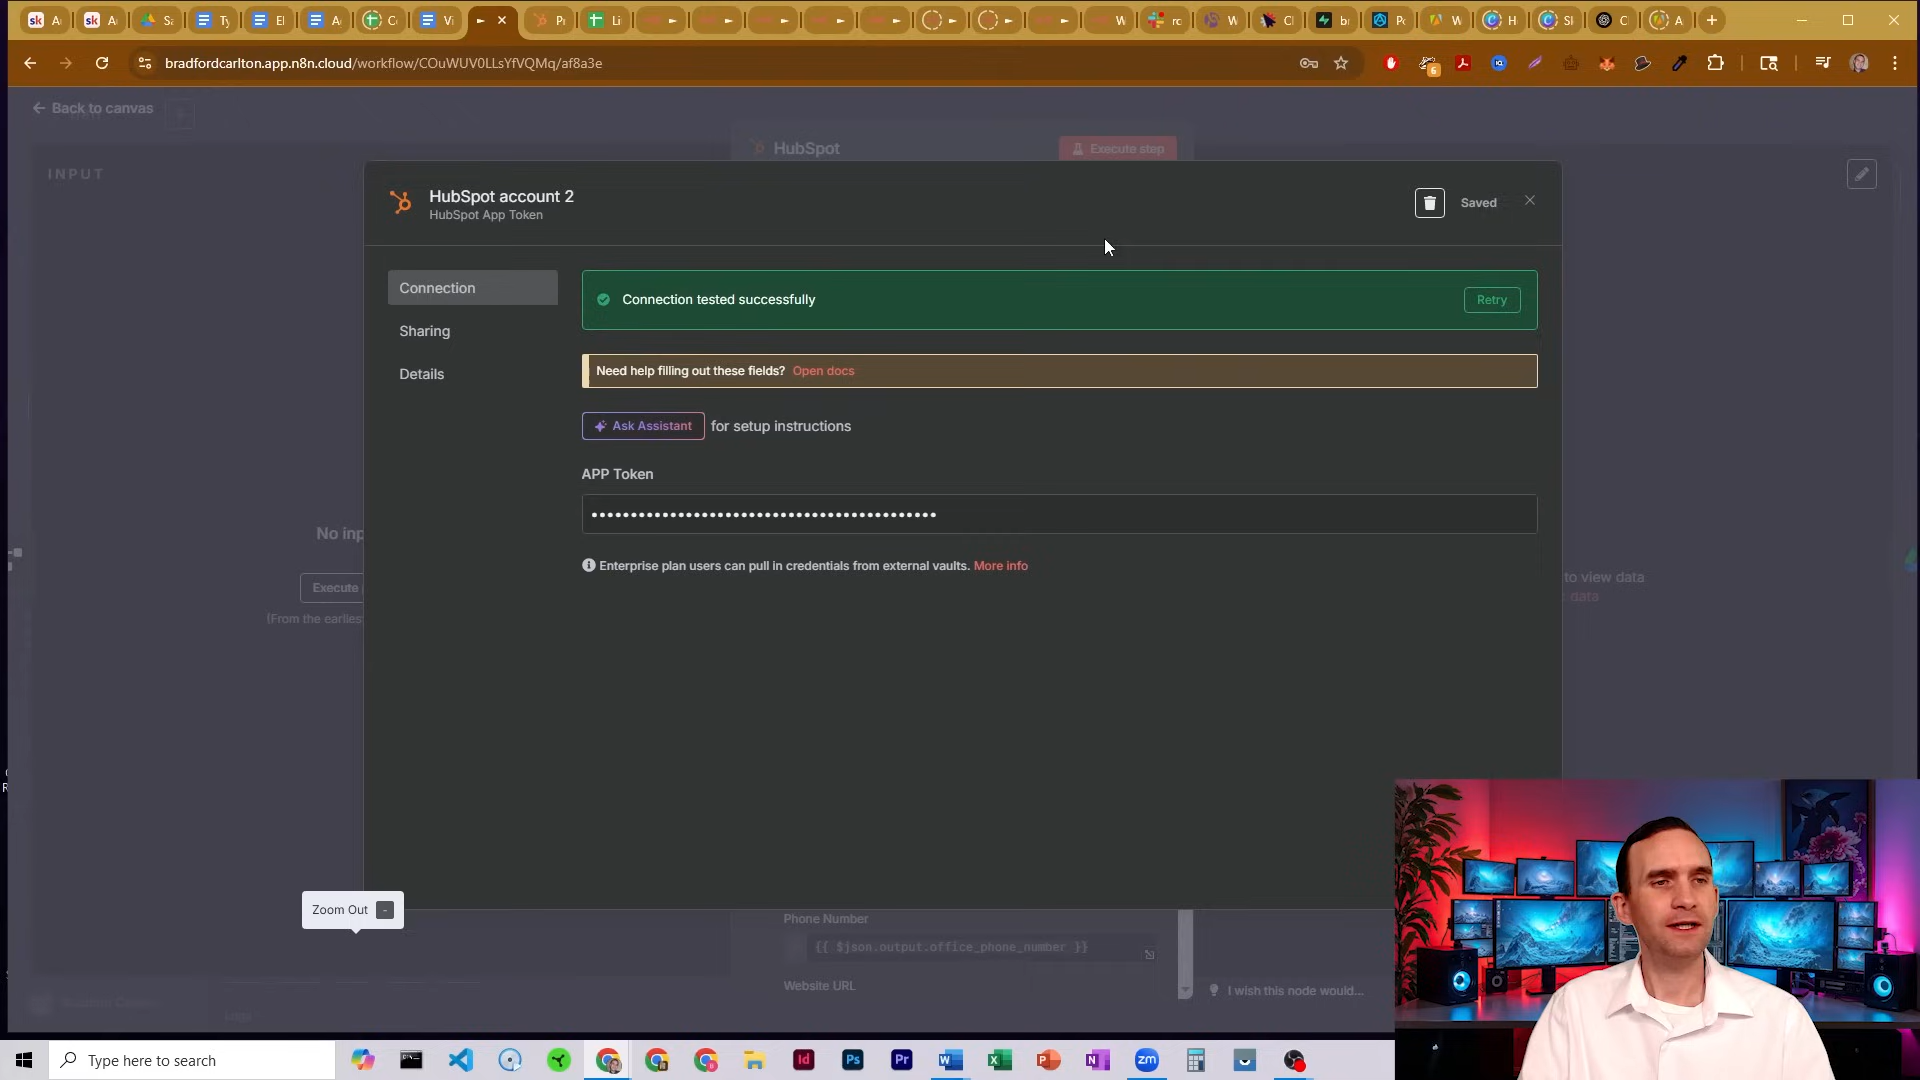 bradfordcarlton.app.n8n.cloud/workflow/COuWUV0LLsYfVQMq/af8a3e
Back to canvas
HubSpot
Execute step
INPUT
HubSpot account 2
HubSpot App Token
Saved
Connection
Sharing
Details
Connection tested successfully
Retry
Need help filling out these fields? Open docs
Ask Assistant for setup instructions
APP Token
Enterprise plan users can pull in credentials from external vaults. More info
No inp
Execute
(From the earlies
to view data
data
Zoom Out -
Phone Number
{{ $json.output.office_phone_number }}
Website URL
I wish this node would...
Type here to search